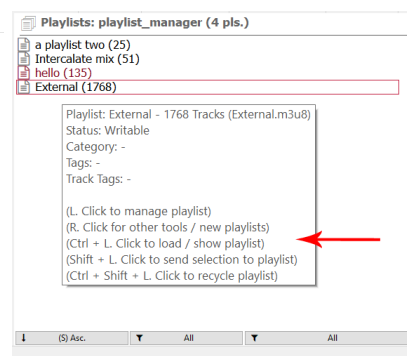 Playlists: playlist_manager (4 pls.)
a playlist two (25)
Intercalate mix (51)
hello (135)
External (1768)
Playlist: External - 1768 Tracks (External.m3u8)
Status: Writable
Category: -
Tags: -
Track Tags: -
(L. Click to manage playlist)
(R. Click for other tools / new playlists)
(Ctrl + L. Click to load / show playlist)
(Shift + L. Click to send selection to playlist)
(Ctrl + Shift + L. Click to recycle playlist)
(S) Asc. All All